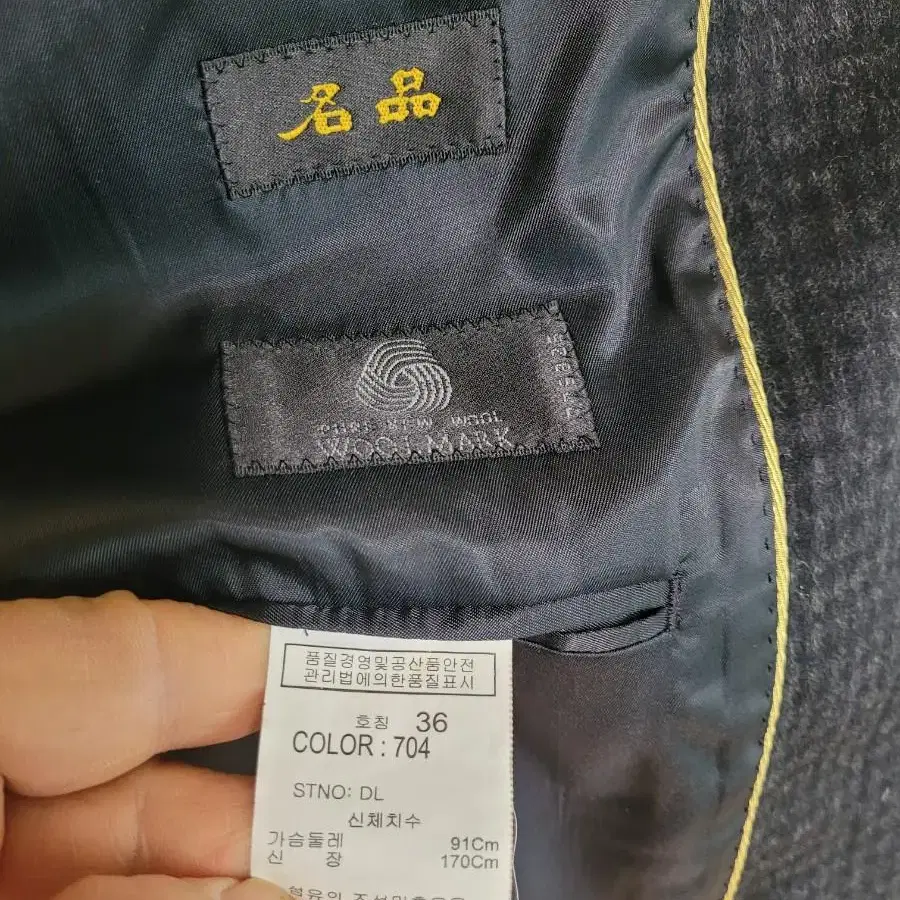 名品
NEW WOOL
WOOLMARK
품질경영및공산품안전
관리법에의한품질표시
호칭 36
COLOR : 704
STNO: DL
신체치수
가슴둘레 91Cm
신 장 170Cm